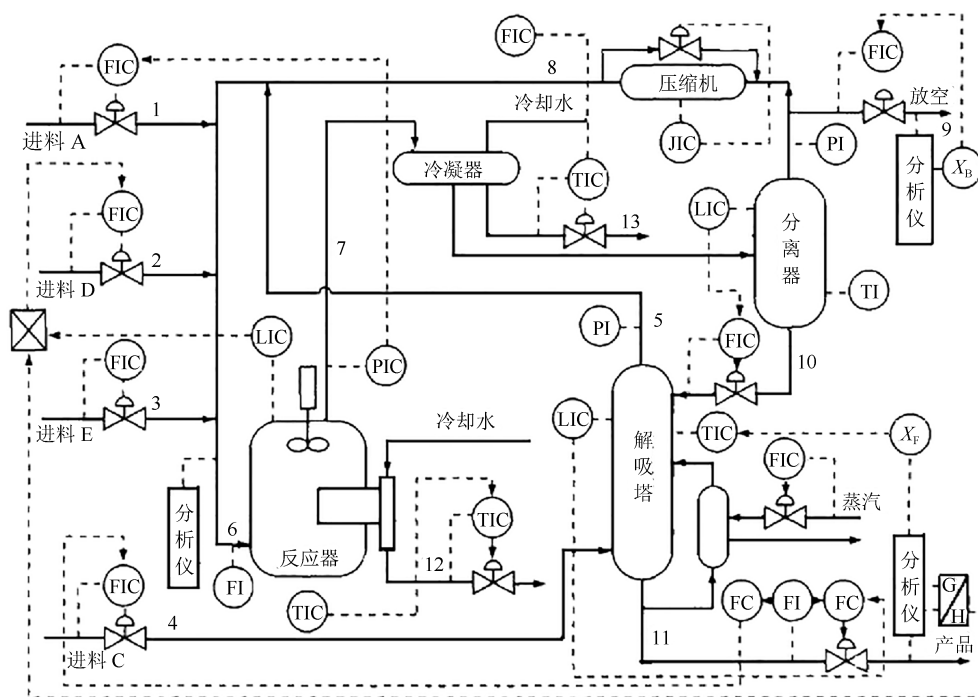 FIC
FIC
FIC
8
压缩机
放空
9
1
进料 A
冷却水
JIC
PI
分析仪
XB
冷凝器
TIC
LIC
分离器
FIC
7
13
2
进料 D
TI
LIC
PI
5
FIC
10
PIC
FIC
3
进料 E
冷却水
LIC
解吸塔
TIC
XF
FIC
蒸汽
分析仪
6
反应器
TIC
12
FI
FIC
TIC
4
进料 C
FC
FI
FC
分析仪
G
H
11
产品